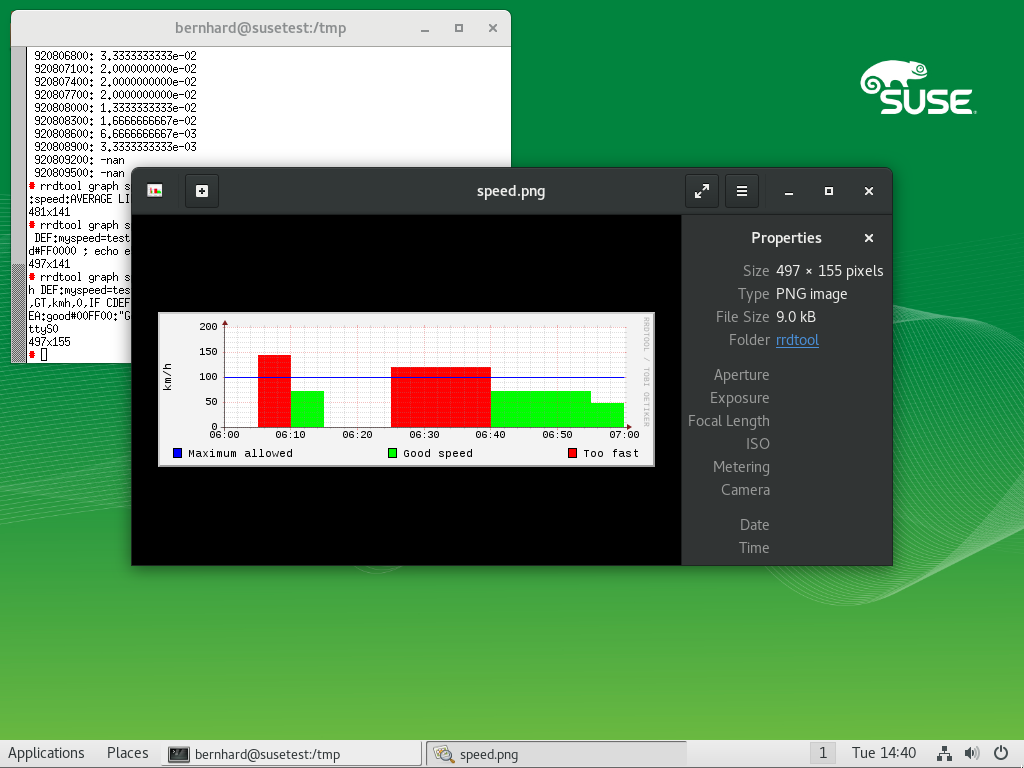 bernhard@susetest:/tmp
920806800: 3.3333333333e-02
920807100: 2.0000000000e-02
920807400: 2.0000000000e-02
920807700: 2.0000000000e-02
920808000: 1.3333333333e-02
920808300: 1.6666666667e-02
920808600: 6.6666666667e-03
920808900: 3.3333333333e-03
920809200: -nan
920809500: -nan
# rrdtool graph s
:speed:AVERAGE LI
481x141
# rrdtool graph s
DEF:myspeed=test
d#FF0000 ; echo e
497x141
# rrdtool graph s
h DEF:myspeed=tes
,GT,kmh,0,IF CDEF
EA:good#00FF00:"G
ttyS0
497x155
#
SUSE
speed.png
Properties
Size 497 × 155 pixels
Type PNG image
File Size 9.0 kB
Folder rrdtool
Aperture
Exposure
Focal Length
ISO
Metering
Camera
Date
Time
km/h
200
150
100
50
0
06:00 06:10 06:20 06:30 06:40 06:50 07:00
Maximum allowed Good speed Too fast
RRDTOOL / TOBI OETIKER
Applications Places bernhard@susetest:/tmp speed.png 1 Tue 14:40